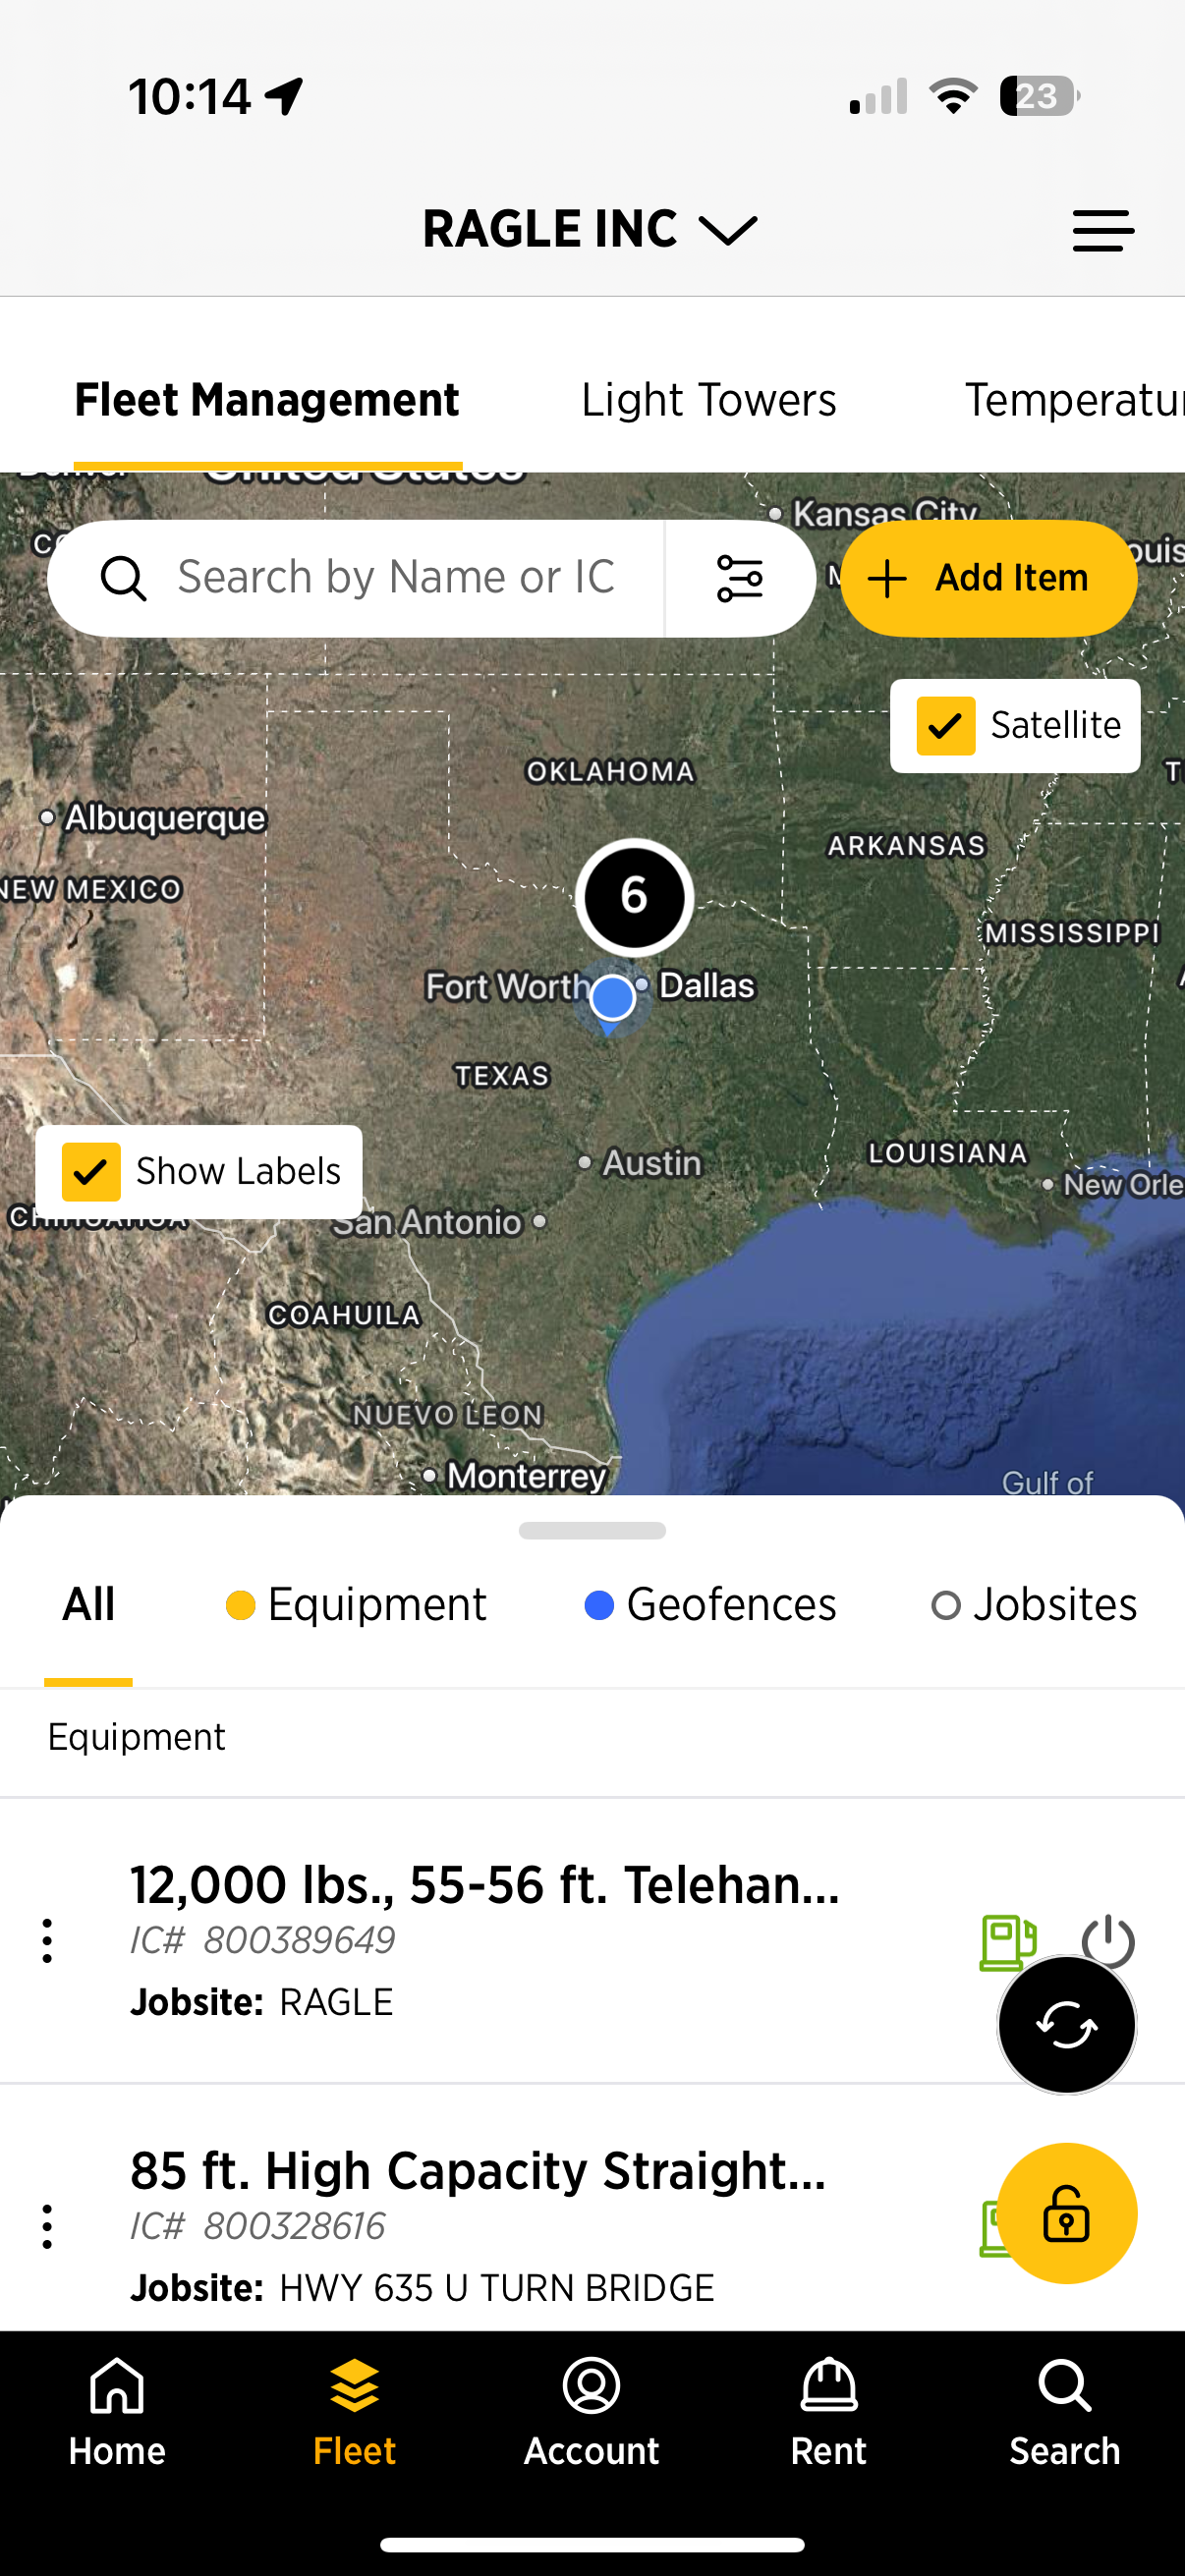 10:14
23
RAGLE INC
Fleet Management
Light Towers
United States
Kansas City
Search by Name or IC
Add Item
Satellite
OKLAHOMA
Albuquerque
ARKANSAS
NEW MEXICO
6
MISSISSIPPI
Fort Worth
Dallas
TEXAS
Show Labels
Austin
LOUISIANA
San Antonio
COAHUILA
NUEVO LEON
Monterrey
Gulf of
All
Equipment
Geofences
Jobsites
Equipment
12,000 lbs., 55-56 ft. Telehan...
IC# 800389649
Jobsite: RAGLE
85 ft. High Capacity Straight...
IC# 800328616
Jobsite: HWY 635 U TURN BRIDGE
Home
Fleet
Account
Rent
Search